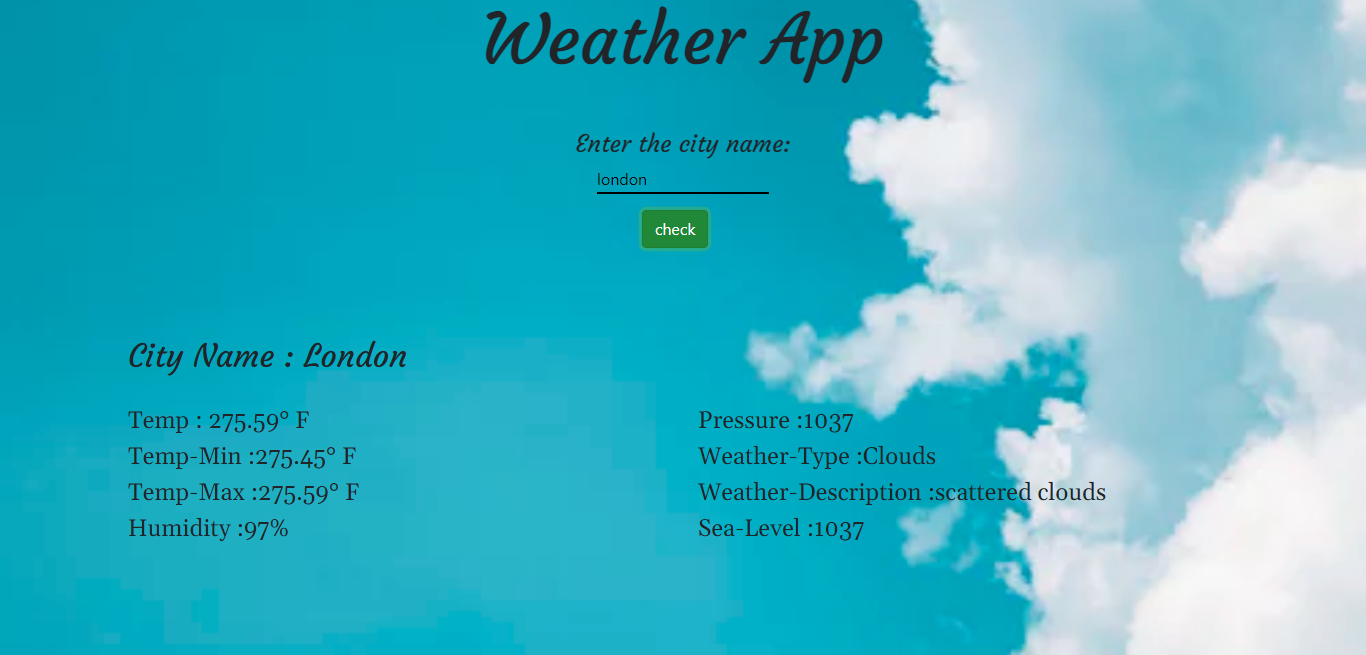 Weather App
Enter the city name:
london
check
City Name : London
Temp : 275.59° F
Temp-Min :275.45° F
Temp-Max :275.59° F
Humidity :97%
Pressure :1037
Weather-Type :Clouds
Weather-Description :scattered clouds
Sea-Level :1037